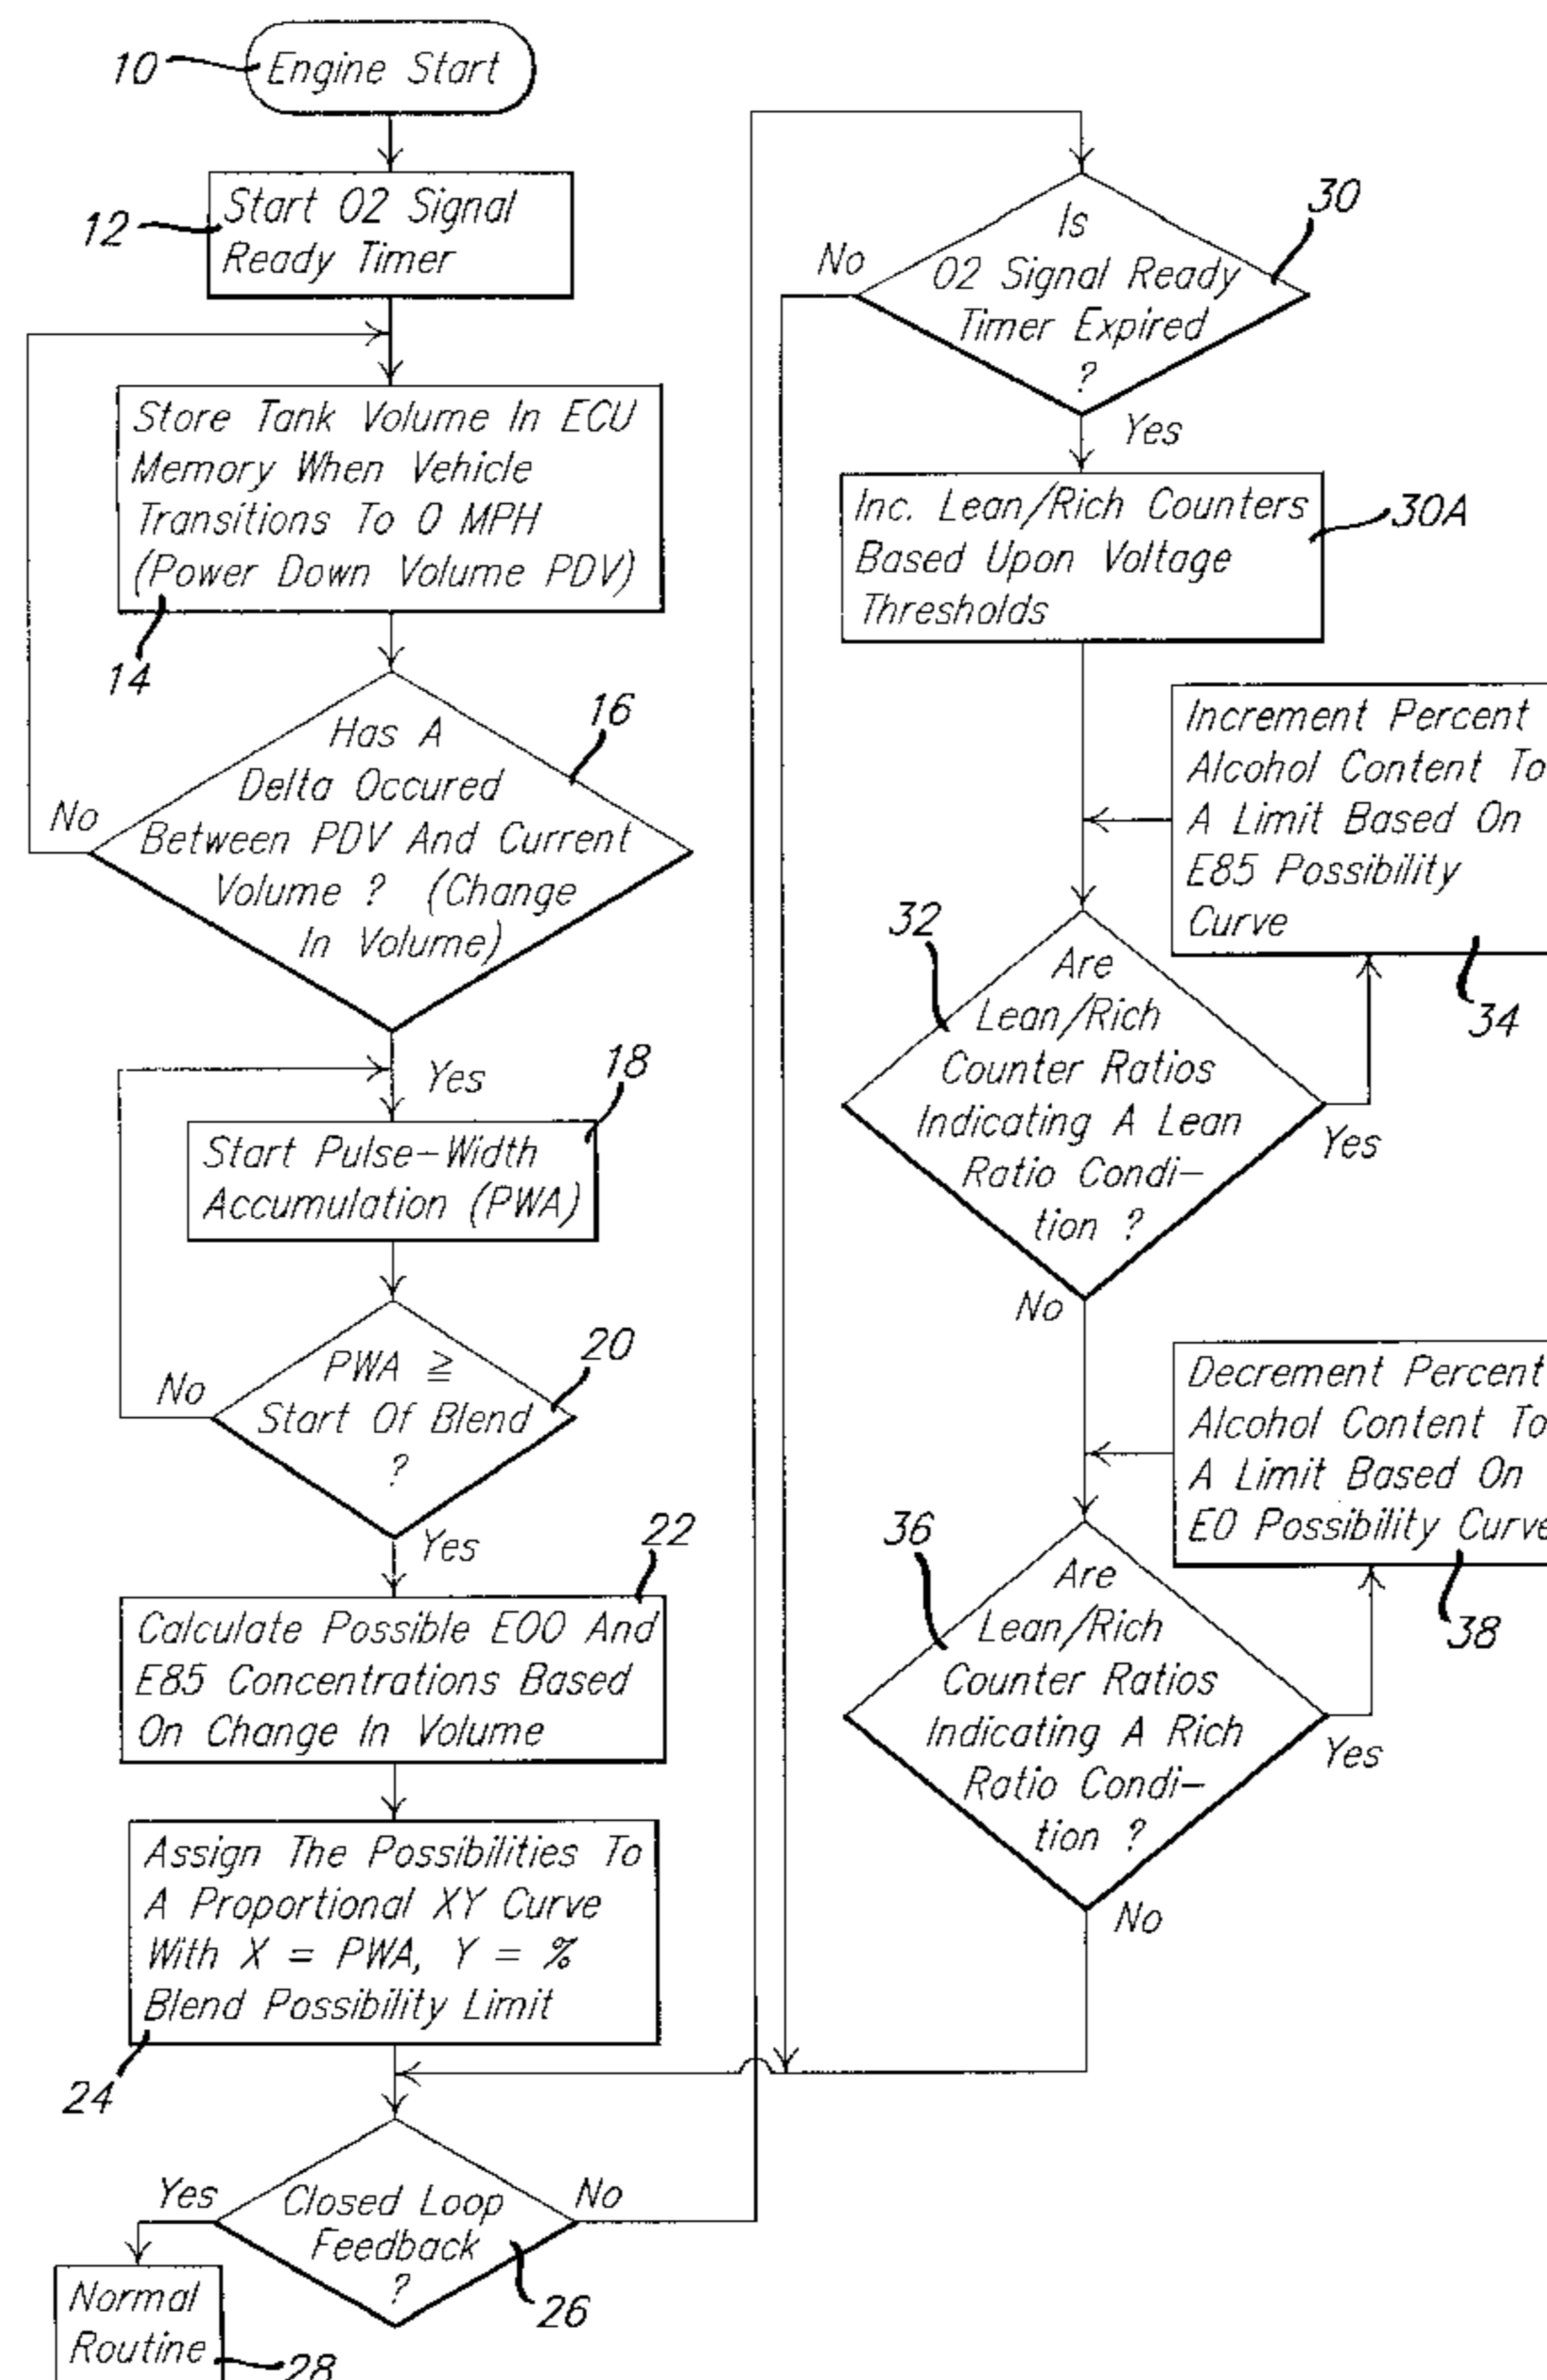 10
Engine Start
12
Start O2 Signal
Ready Timer
Store Tank Volume In ECU
Memory When Vehicle
Transitions To 0 MPH
(Power Down Volume PDV)
14
16
Has A
Delta Occured
Between PDV And Current
Volume ? (Change
In Volume)
No
Yes
18
Start Pulse-Width
Accumulation (PWA)
20
PWA ≧
Start Of Blend
?
No
Yes
22
Calculate Possible E00 And
E85 Concentrations Based
On Change In Volume
Assign The Possibilities To
A Proportional XY Curve
With X = PWA, Y = %
Blend Possibility Limit
24
Yes
Closed Loop
Feedback
?
No
26
Normal
Routine
28
30
Is
O2 Signal Ready
Timer Expired
?
No
Yes
Inc. Lean/Rich Counters
Based Upon Voltage
Thresholds
30A
Increment Percent
Alcohol Content To
A Limit Based On
E85 Possibility
Curve
34
32
Are
Lean/Rich
Counter Ratios
Indicating A Lean
Ratio Condi-
tion ?
Yes
No
Decrement Percent
Alcohol Content To
A Limit Based On
E0 Possibility Curve
38
36
Are
Lean/Rich
Counter Ratios
Indicating A Rich
Ratio Condi-
tion ?
Yes
No